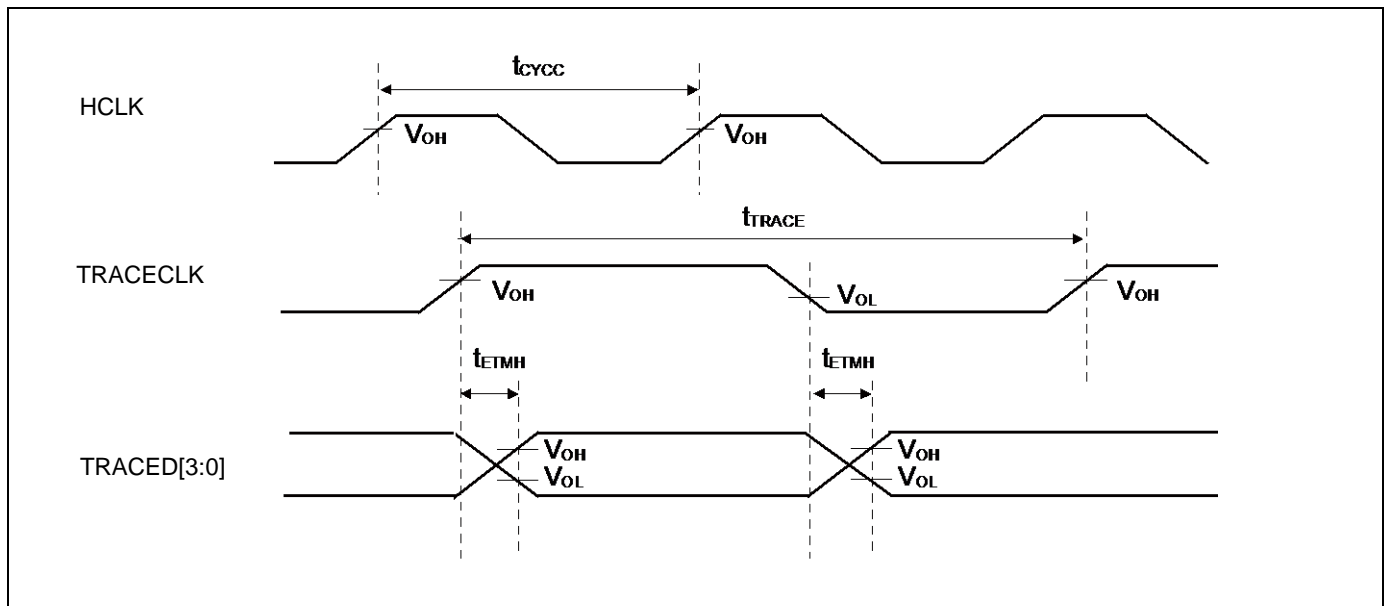 tCYCC
HCLK
VOH
VOH
tTRACE
TRACECLK
VOH
VOL
VOH
tETMH
tETMH
TRACED[3:0]
VOH
VOH
VOL
VOL